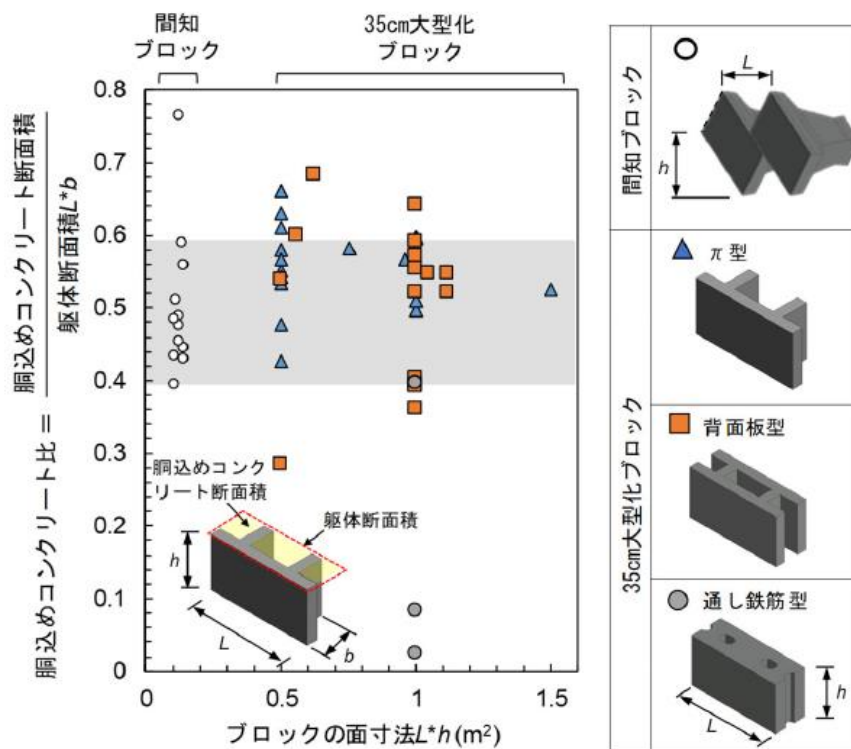 間知
ブロック
35cm大型化
ブロック
胴込めコンクリート比 =
胴込めコンクリート断面積
躯体断面積L*b
0.8
0.7
0.6
0.5
0.4
0.3
0.2
0.1
0
0
0.5
1
1.5
ブロックの面寸法L*h(m²)
胴込めコンク
リート断面積
躯体断面積
h
L
b
間知ブロック
L
h
35cm大型化ブロック
π型
背面板型
通し鉄筋型
L
h